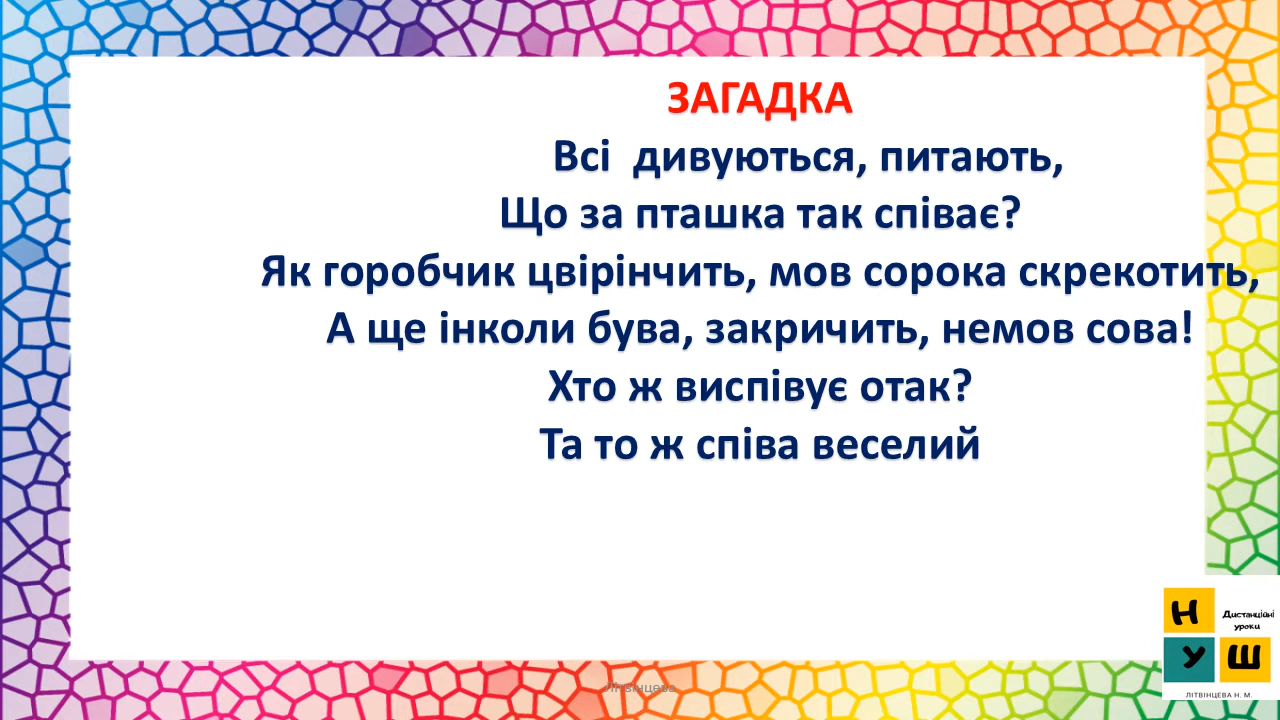 ЗАГАДКА
Всі  дивуються, питають,
Що за пташка так співає?
Як горобчик цвірінчить, мов сорока скрекотить,
А ще інколи бува, закричить, немов сова!
Хто ж виспівує отак?
Та то ж співа веселий
Н
Дистанційні
уроки
У Ш
ЛІТВІНЦЕВА Н. М.
Літвінцева